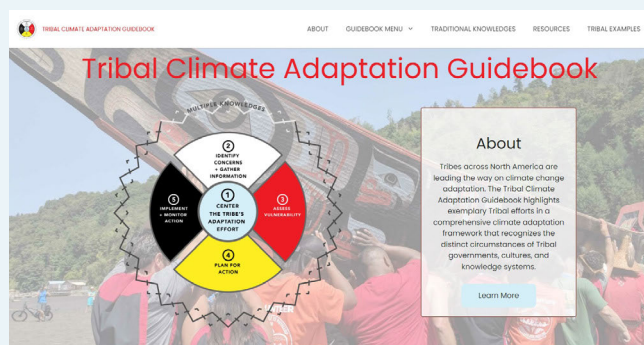 TRIBAL CLIMATE ADAPTATION GUIDEBOOK
ABOUT
GUIDEBOOK MENU
TRADITIONAL KNOWLEDGES
RESOURCES
TRIBAL EXAMPLES
Tribal Climate Adaptation Guidebook
MULTIPLE KNOWLEDGES
2
IDENTIFY
CONCERNS
+ GATHER
INFORMATION
1
CENTER
THE TRIBE'S
ADAPTATION
EFFORT
3
ASSESS
VULNERABILITY
5
IMPLEMENT
+ MONITOR
ACTION
4
PLAN FOR
ACTION
About
Tribes across North America are
leading the way on climate change
adaptation. The Tribal Climate
Adaptation Guidebook highlights
exemplary Tribal efforts in a
comprehensive climate adaptation
framework that recognizes the
distinct circumstances of Tribal
governments, cultures, and
knowledge systems.
Learn More